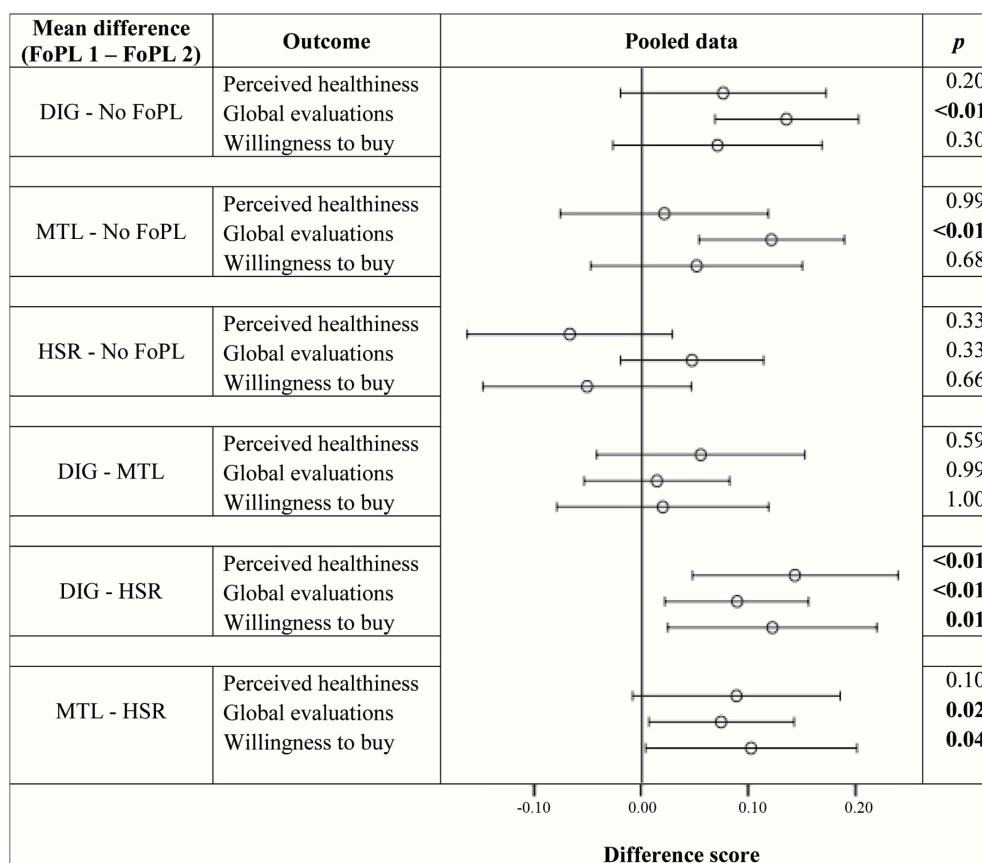 Mean difference
(FoPL 1 – FoPL 2)
Outcome
Pooled data
p
DIG - No FoPL
Perceived healthiness
0.20
Global evaluations
<0.01
Willingness to buy
0.30
MTL - No FoPL
Perceived healthiness
0.99
Global evaluations
<0.01
Willingness to buy
0.68
HSR - No FoPL
Perceived healthiness
0.33
Global evaluations
0.33
Willingness to buy
0.66
DIG - MTL
Perceived healthiness
0.59
Global evaluations
0.99
Willingness to buy
1.00
DIG - HSR
Perceived healthiness
<0.01
Global evaluations
<0.01
Willingness to buy
0.01
MTL - HSR
Perceived healthiness
0.10
Global evaluations
0.02
Willingness to buy
0.04
-0.10 0.00 0.10 0.20
Difference score